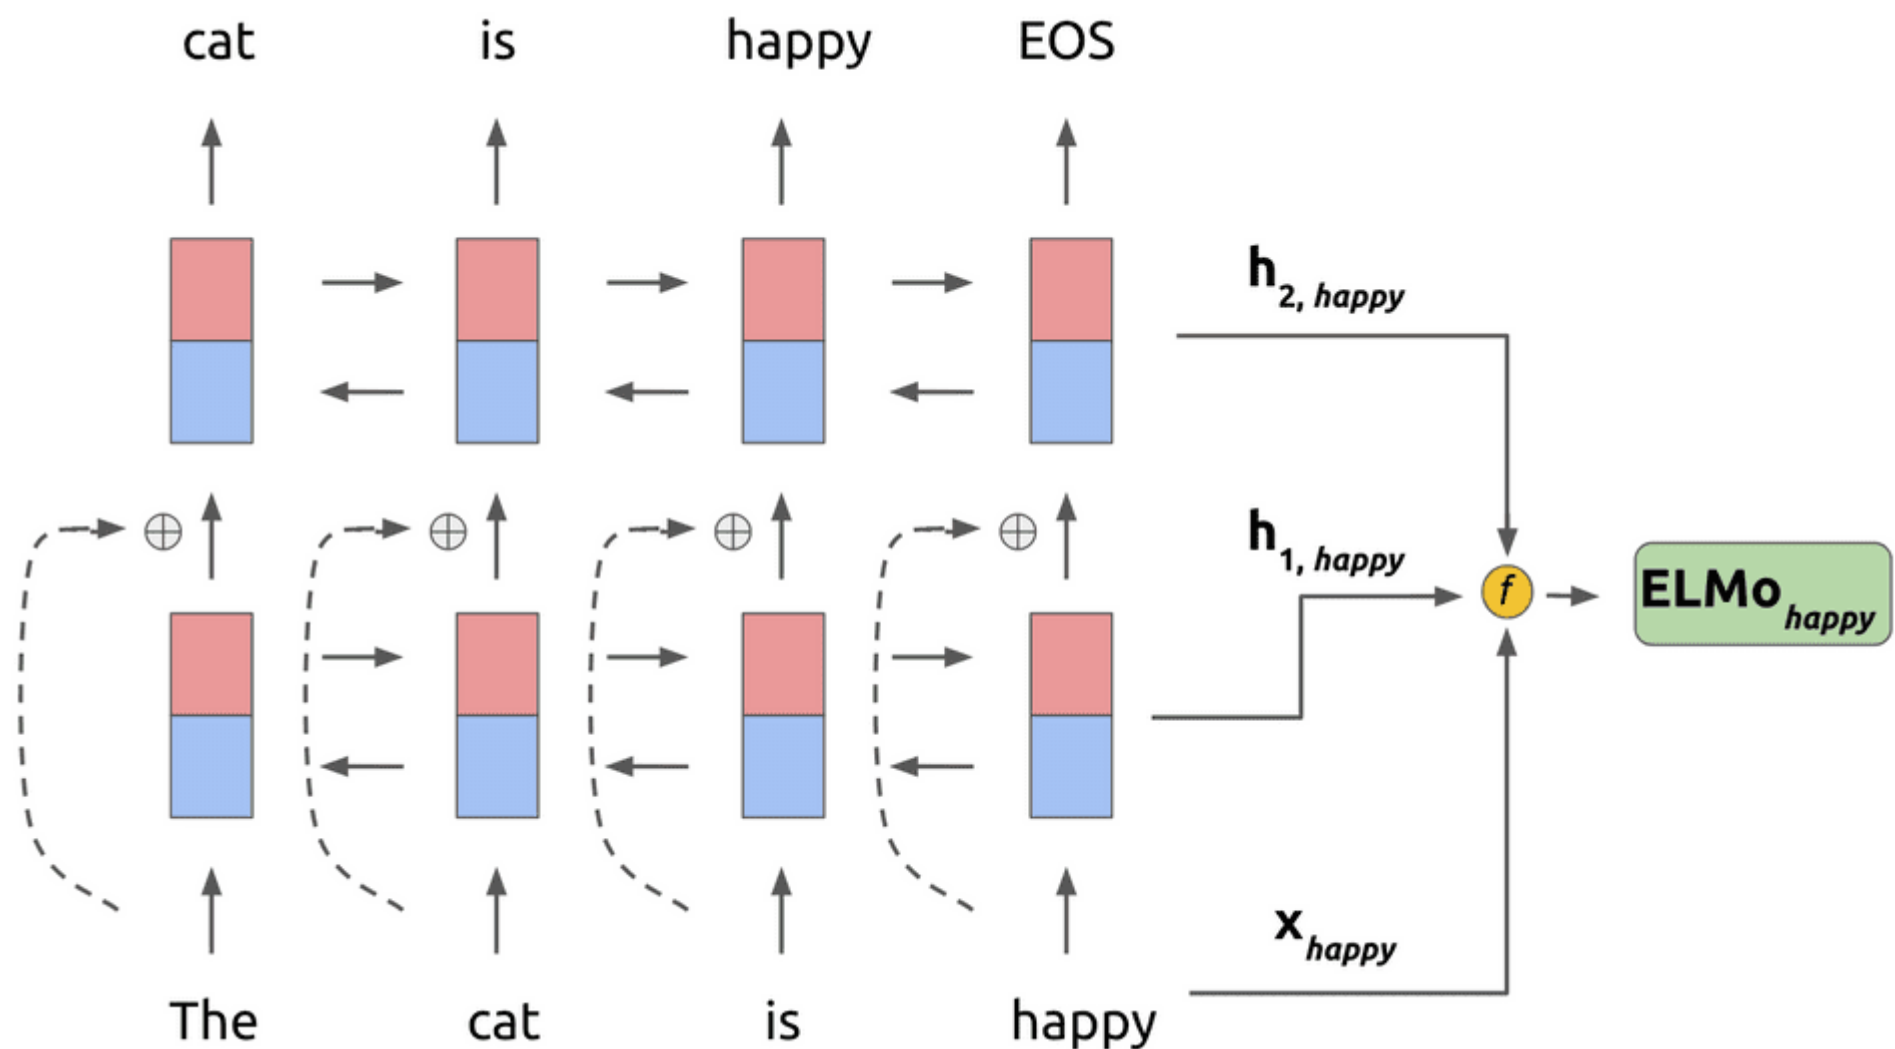 cat is happy EOS
h2, happy
h1, happy
f
ELMo happy
x happy
The cat is happy